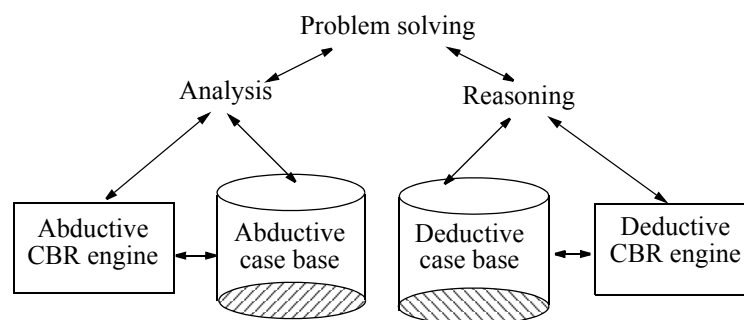 Problem solving
Analysis
Reasoning
Abductive
CBR engine
Abductive
case base
Deductive
case base
Deductive
CBR engine